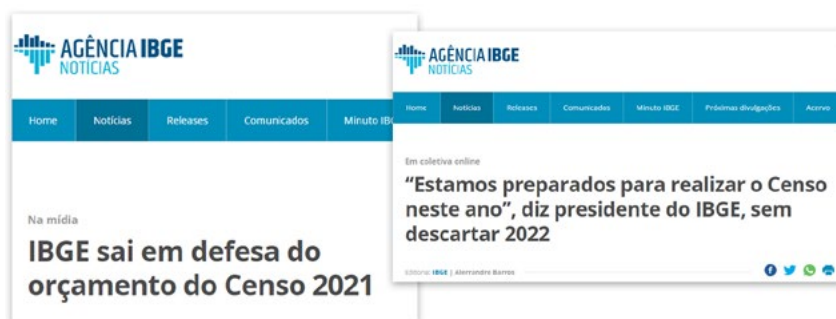 AGÊNCIA IBGE
NOTÍCIAS
Home Notícias Releases Comunicados Minuto IB
Na mídia
IBGE sai em defesa do
orçamento do Censo 2021
AGÊNCIA IBGE
NOTÍCIAS
Home Notícias Releases Comunicados Minuto IBGE Próximas divulgações Acervo
Em coletiva online
“Estamos preparados para realizar o Censo
neste ano”, diz presidente do IBGE, sem
descartar 2022
Editoria: IBGE | Alerrandre Barros